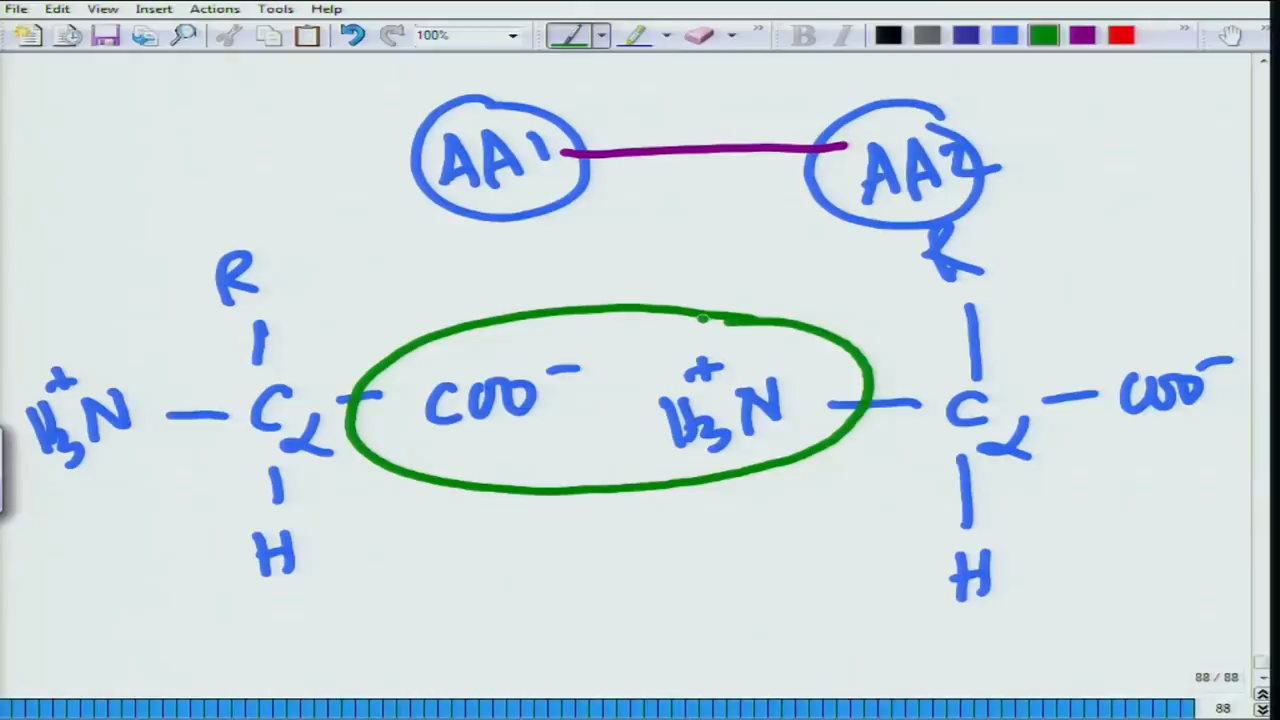 File Edit View Insert Actions Tools Help
100% B I
AA1 AA2
R R
H₃N⁺ - Cα - COO⁻ H₃N⁺ - Cα - COO⁻
H H
88 / 88
88